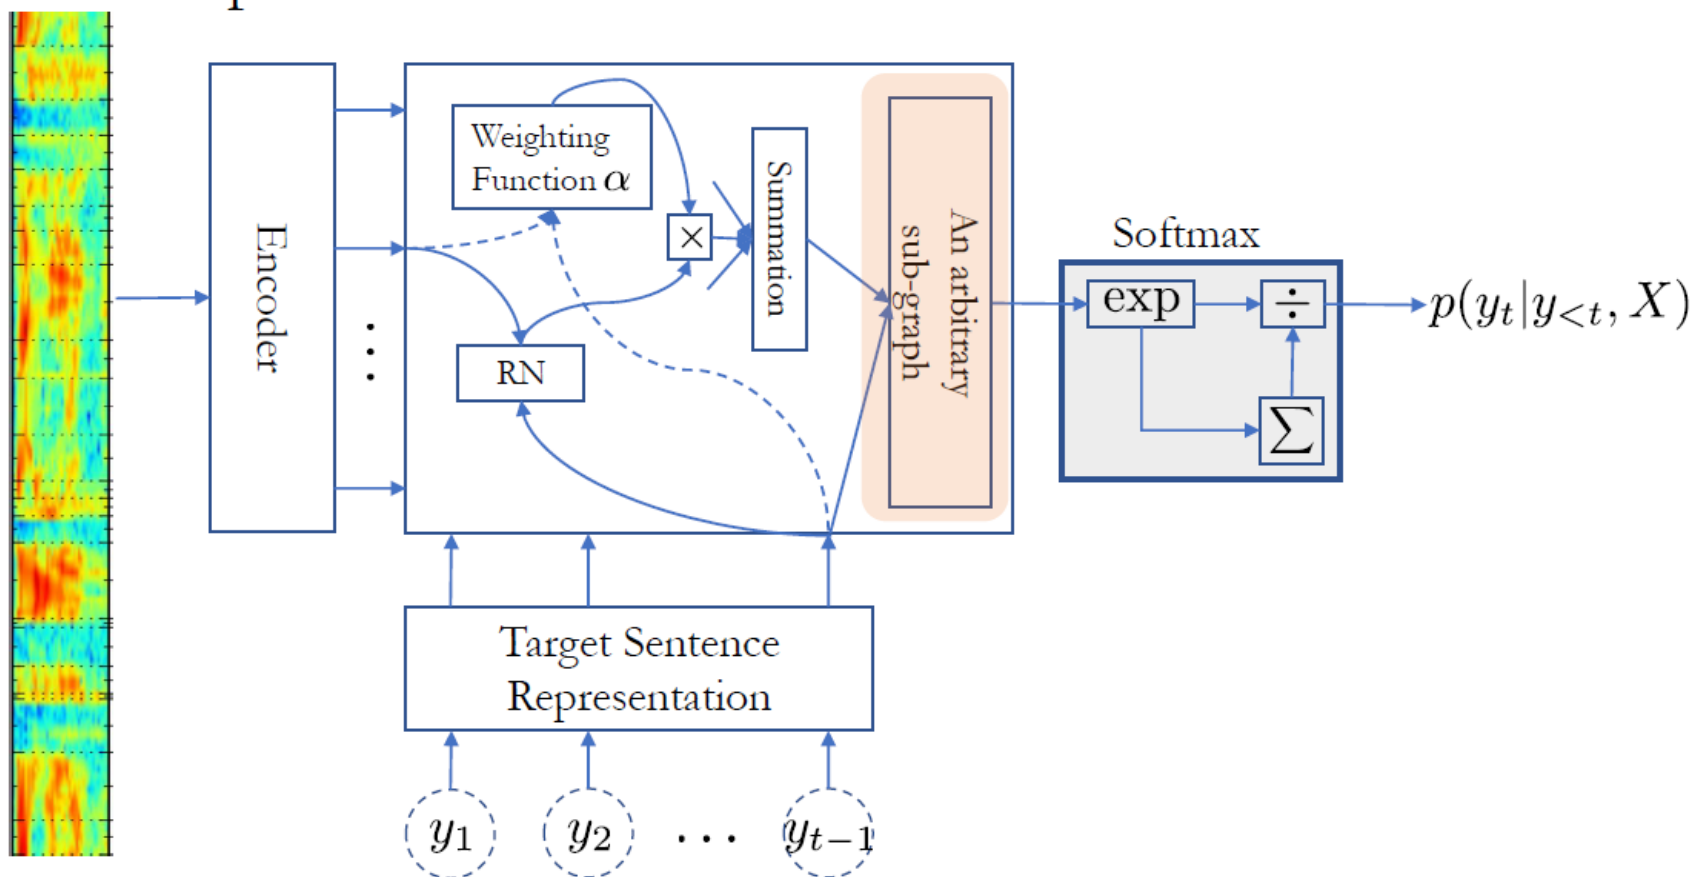 Encoder
Weighting
Function α
×
Summation
RN
An arbitrary
sub-graph
Softmax
exp
÷
∑
p(y_t|y_{<t}, X)
Target Sentence
Representation
y_1
y_2
...
y_{t-1}